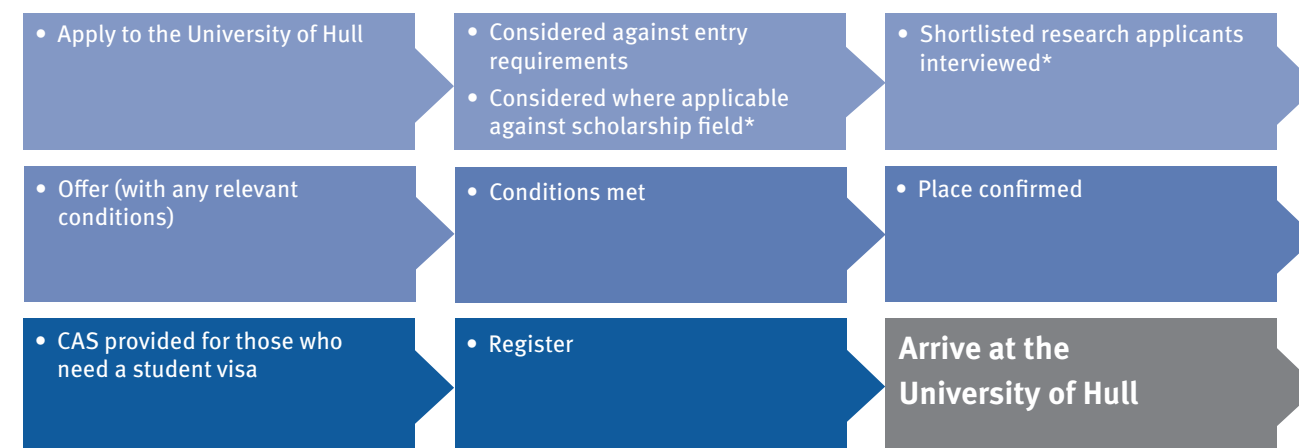 • Apply to the University of Hull
• Considered against entry
requirements
• Considered where applicable
against scholarship field*
• Shortlisted research applicants
interviewed*
• Offer (with any relevant
conditions)
• Conditions met
• Place confirmed
• CAS provided for those who
need a student visa
• Register
Arrive at the
University of Hull